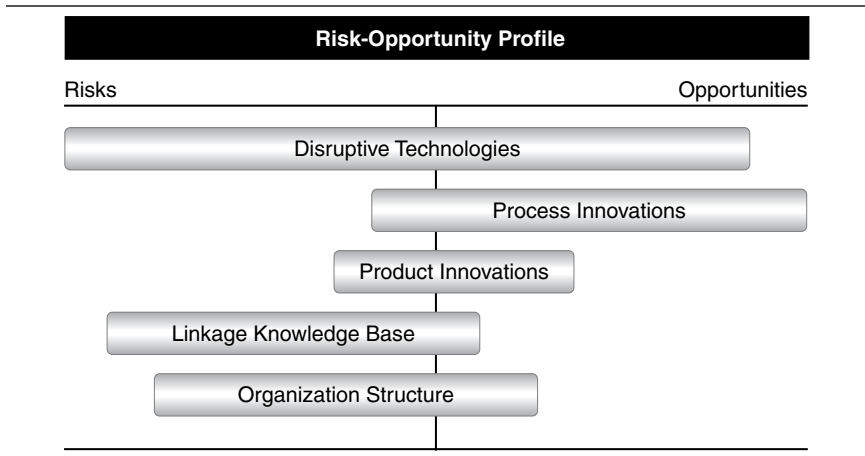 Risk-Opportunity Profile
Risks Opportunities
Disruptive Technologies
Process Innovations
Product Innovations
Linkage Knowledge Base
Organization Structure